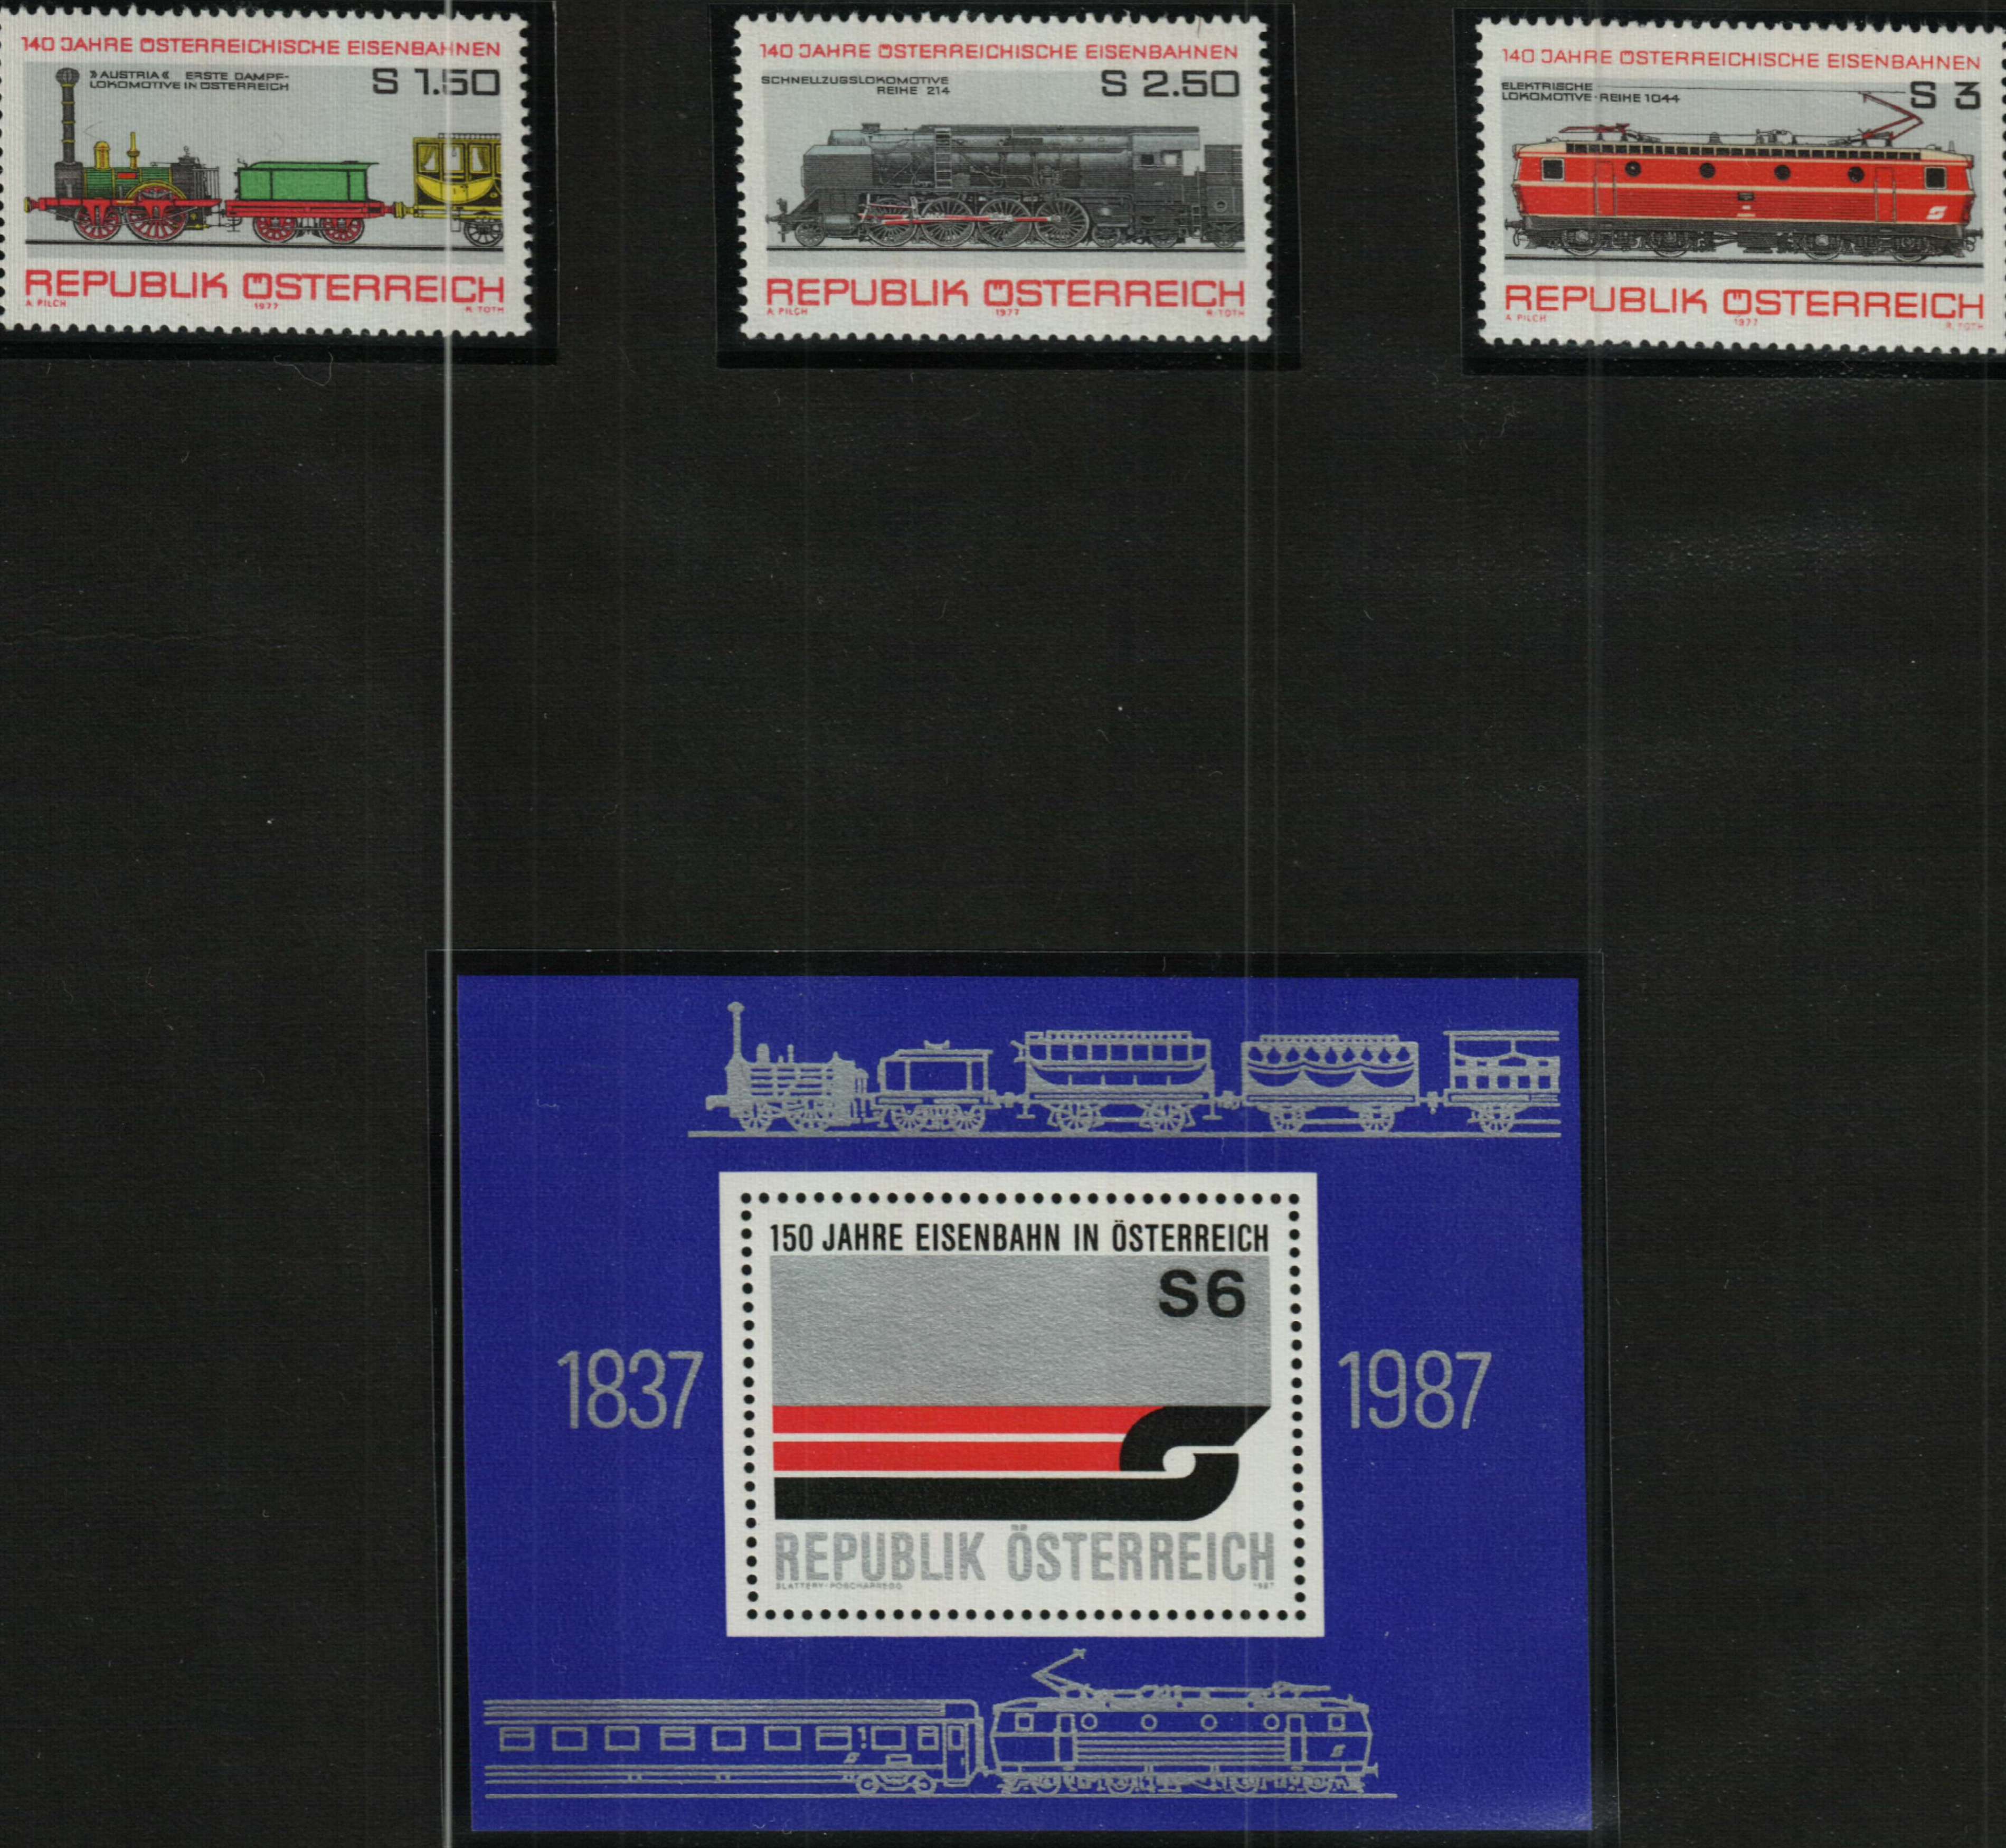 140 JAHRE ÖSTERREICHISCHE EISENBAHNEN
»AUSTRIA« ERSTE DAMPF-
LOKOMOTIVE IN ÖSTERREICH
S 1.50
REPUBLIK ÖSTERREICH
A. PILCH 1977 R. TOTH
140 JAHRE ÖSTERREICHISCHE EISENBAHNEN
SCHNELLZUGSLOKOMOTIVE
REIHE 214
S 2.50
REPUBLIK ÖSTERREICH
A. PILCH 1977 R. TOTH
140 JAHRE ÖSTERREICHISCHE EISENBAHNEN
ELEKTRISCHE
LOKOMOTIVE · REIHE 1044
S 3
REPUBLIK ÖSTERREICH
A. PILCH 1977 R. TOTH
150 JAHRE EISENBAHN IN ÖSTERREICH
S6
1837
1987
REPUBLIK ÖSTERREICH
1987